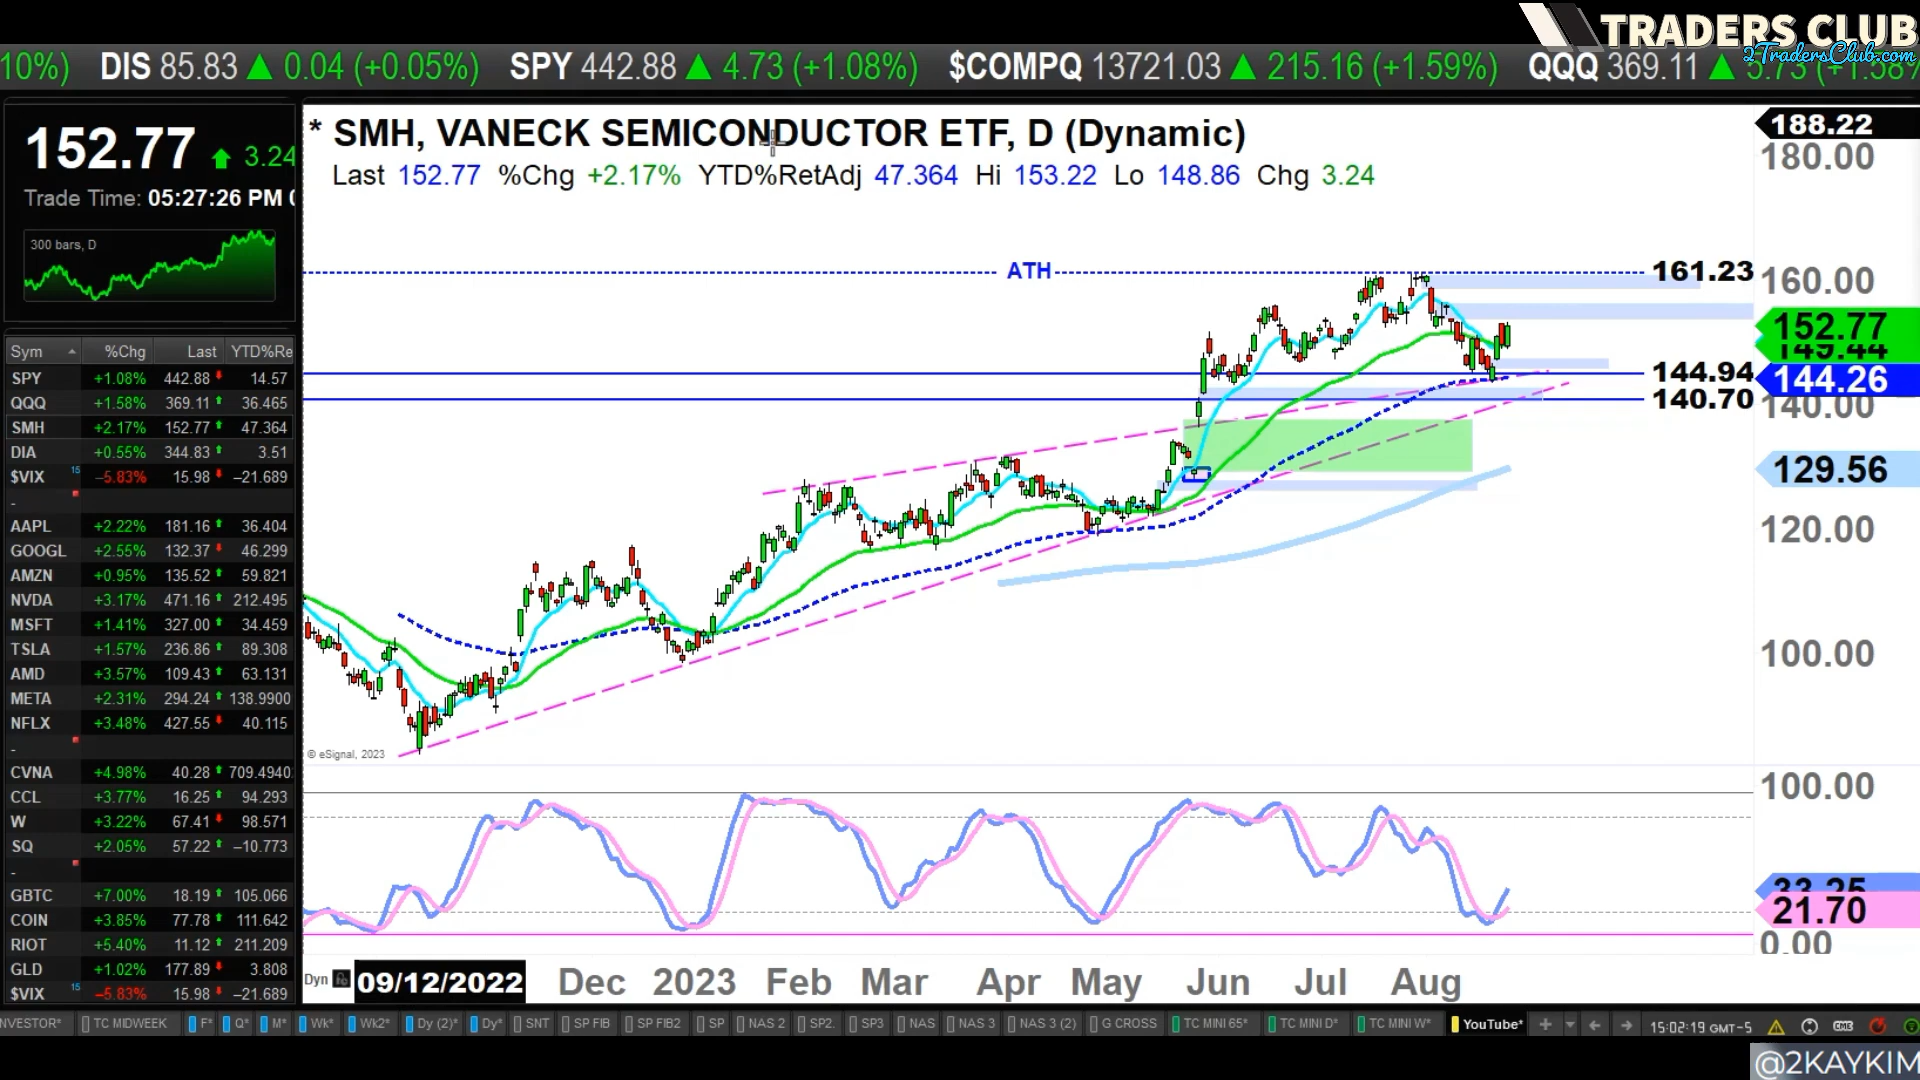 TRADERS CLUB
2TradersClub.com
10%) DIS 85.83 ▲ 0.04 (+0.05%) SPY 442.88 ▲ 4.73 (+1.08%) $COMPQ 13721.03 ▲ 215.16 (+1.59%) QQQ 369.11 ▲
152.77 3.24
Trade Time: 05:27:26 PM
300 bars, D
* SMH, VANECK SEMICONDUCTOR ETF, D (Dynamic)
Last 152.77 %Chg +2.17% YTD%RetAdj 47.364 Hi 153.22 Lo 148.86 Chg 3.24
188.22
180.00
ATH
161.23
160.00
152.77
149.44
144.94
144.26
140.70
140.00
129.56
120.00
100.00
© eSignal, 2023
100.00
33.25
21.70
0.00
Sym %Chg Last YTD%Re
SPY +1.08% 442.88 14.57
QQQ +1.58% 369.11 36.465
SMH +2.17% 152.77 47.364
DIA +0.55% 344.83 3.51
$VIX 15 -5.83% 15.98 -21.689
-
AAPL +2.22% 181.16 36.404
GOOGL +2.55% 132.37 46.299
AMZN +0.95% 135.52 59.821
NVDA +3.17% 471.16 212.495
MSFT +1.41% 327.00 34.459
TSLA +1.57% 236.86 89.308
AMD +3.57% 109.43 63.131
META +2.31% 294.24 138.9900
NFLX +3.48% 427.55 40.115
-
CVNA +4.98% 40.28 709.4940
CCL +3.77% 16.25 94.293
W +3.22% 67.41 98.571
SQ +2.05% 57.22 -10.773
-
GBTC +7.00% 18.19 105.066
COIN +3.85% 77.78 111.642
RIOT +5.40% 11.12 211.209
GLD +1.02% 177.89 3.808
$VIX 15 -5.83% 15.98 -21.689
Dyn 09/12/2022 Dec 2023 Feb Mar Apr May Jun Jul Aug
NVESTOR* TC MIDWEEK F* Q* M* Wk* Wk2* Dy (2)* Dy* SNT SP FIB SP FIB2 SP NAS 2 SP2. SP3 NAS NAS 3 NAS 3 (2) G CROSS TC MINI 65* TC MINI D* TC MINI W* YouTube* 15:02:19 GMT-5 CME
@2KAYKIM